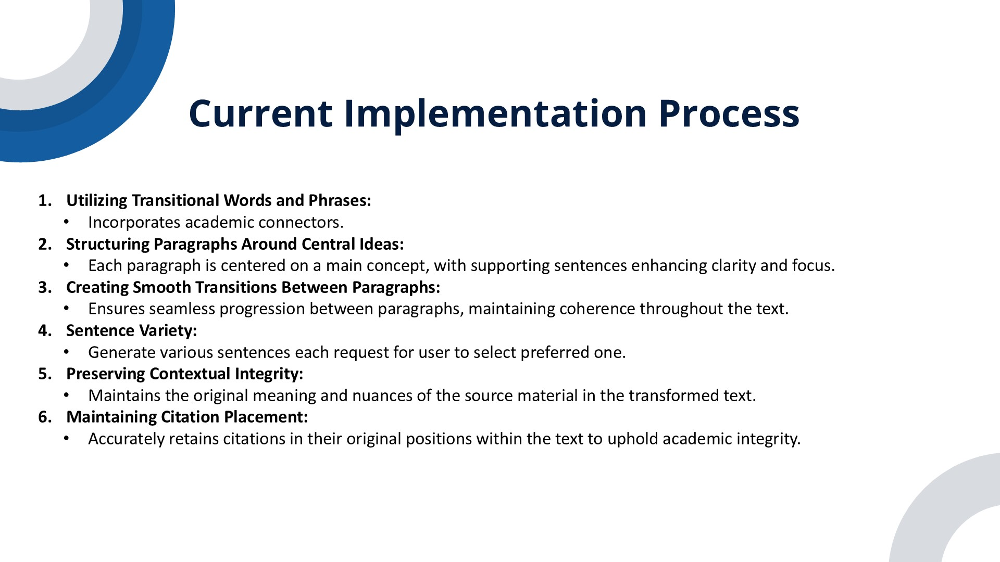 Current Implementation Process
1. Utilizing Transitional Words and Phrases:
• Incorporates academic connectors.
2. Structuring Paragraphs Around Central Ideas:
• Each paragraph is centered on a main concept, with supporting sentences enhancing clarity and focus.
3. Creating Smooth Transitions Between Paragraphs:
• Ensures seamless progression between paragraphs, maintaining coherence throughout the text.
4. Sentence Variety:
• Generate various sentences each request for user to select preferred one.
5. Preserving Contextual Integrity:
• Maintains the original meaning and nuances of the source material in the transformed text.
6. Maintaining Citation Placement:
• Accurately retains citations in their original positions within the text to uphold academic integrity.